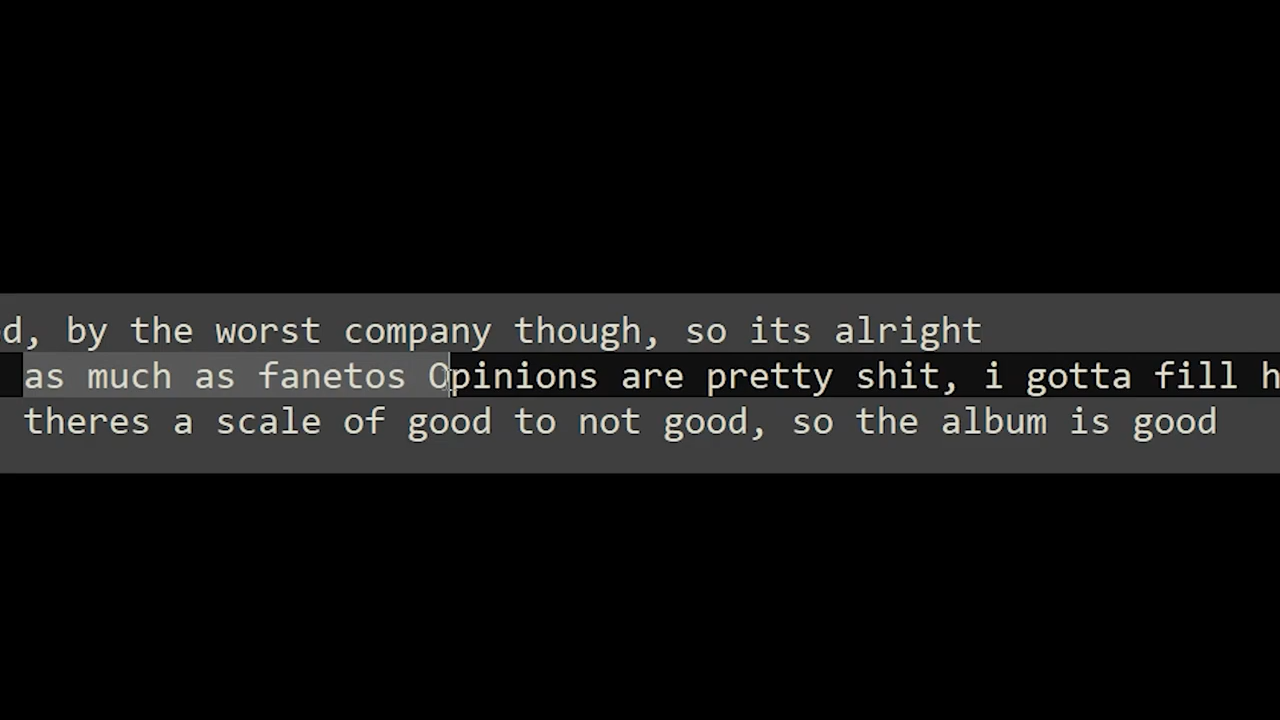 d, by the worst company though, so its alright
as much as fanetos Opinions are pretty shit, i gotta fill h
theres a scale of good to not good, so the album is good